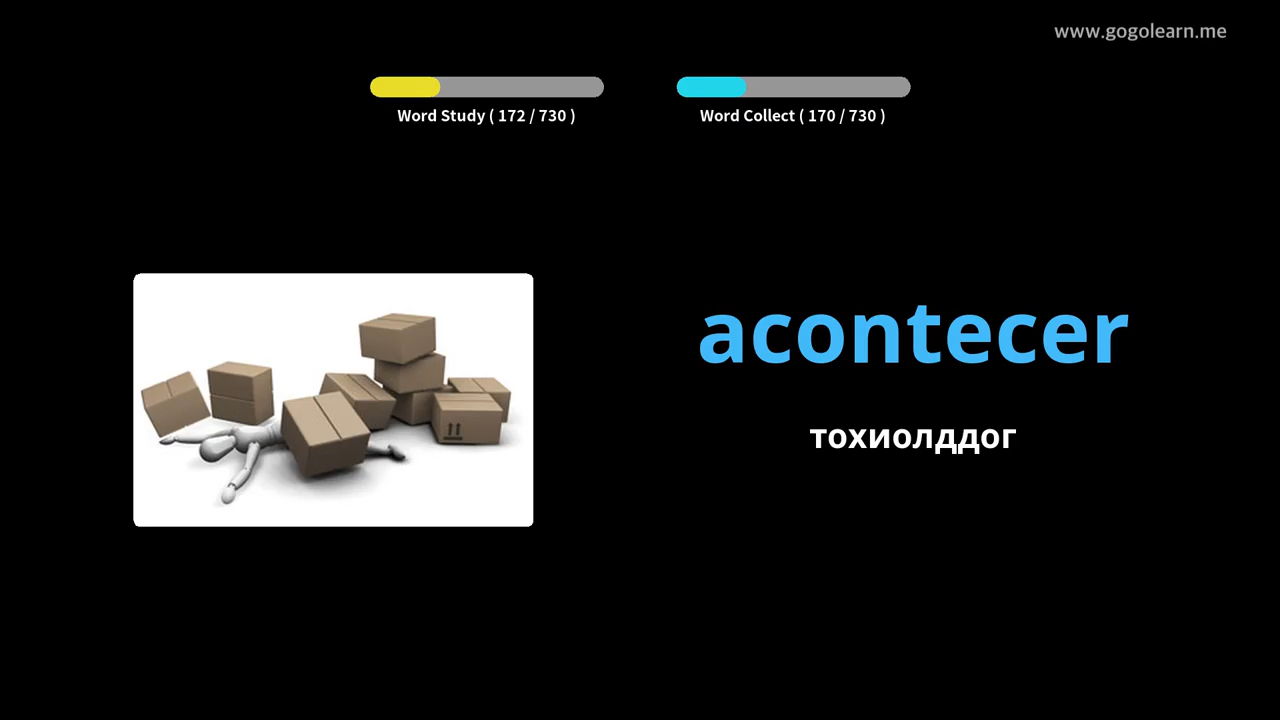 www.gogolearn.me
Word Study ( 172 / 730 )
Word Collect ( 170 / 730 )
acontecer
тохиолддог